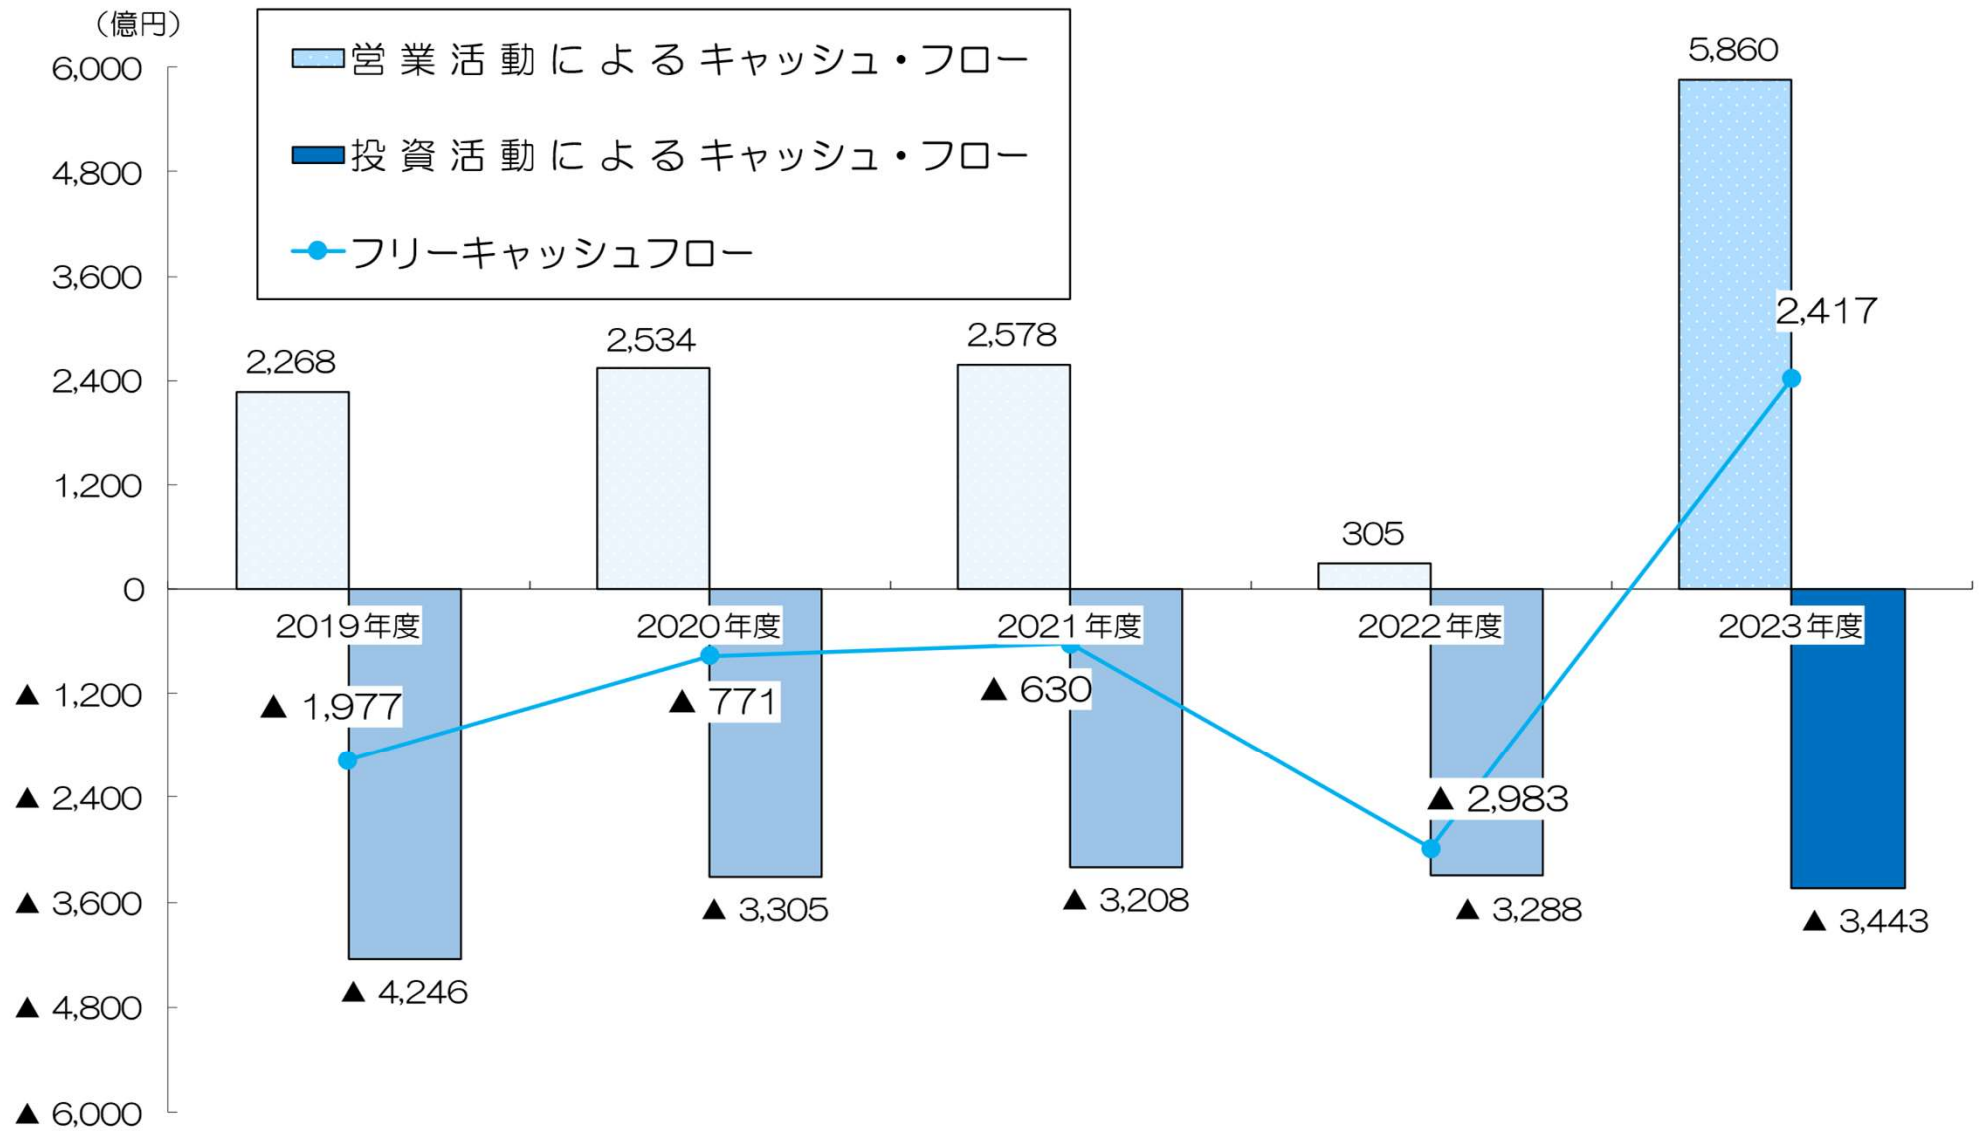 （億円）
営業活動によるキャッシュ・フロー
投資活動によるキャッシュ・フロー
フリーキャッシュフロー
6,000
4,800
3,600
2,400
1,200
0
▲ 1,200
▲ 2,400
▲ 3,600
▲ 4,800
▲ 6,000
2,268
2,534
2,578
305
5,860
2,417
2019年度
2020年度
2021年度
2022年度
2023年度
▲ 1,977
▲ 771
▲ 630
▲ 2,983
▲ 4,246
▲ 3,305
▲ 3,208
▲ 3,288
▲ 3,443